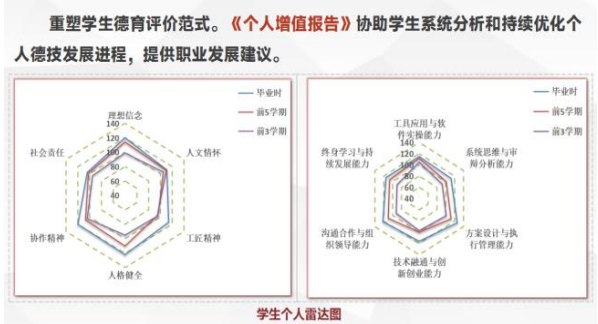 重塑学生德育评价范式。《个人增值报告》协助学生系统分析和持续优化个
人德技发展进程，提供职业发展建议。
毕业时
前5学期
前3学期
理想信念
140
120
100
80
60
40
人文情怀
工匠精神
人格健全
协作精神
社会责任
毕业时
前5学期
前3学期
工具应用与软
件实操能力
140
120
100
80
60
40
系统思维与审
辩分析能力
方案设计与执
行管理能力
技术融通与创
新创业能力
沟通合作与组
织领导能力
终身学习与持
续发展能力
学生个人雷达图